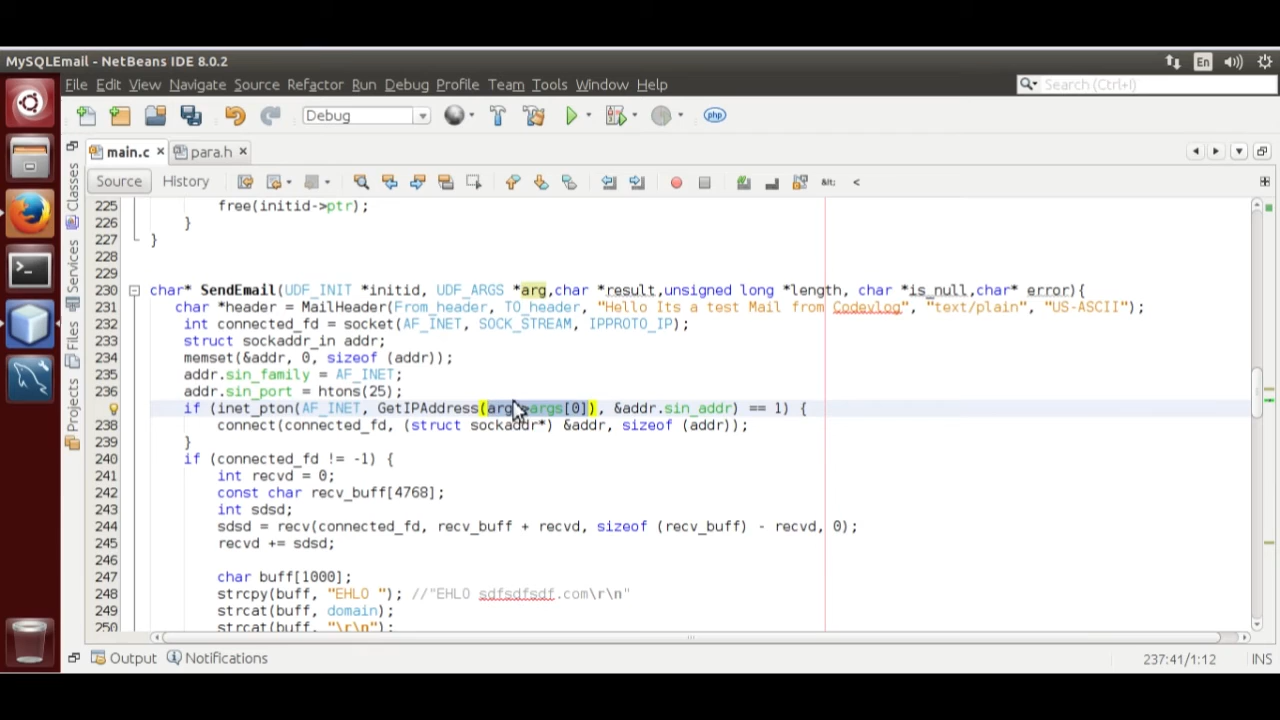 MySQLEmail - NetBeans IDE 8.0.2
En
File Edit View Navigate Source Refactor Run Debug Profile Team Tools Window Help
Search (Ctrl+I)
Debug
php
main.c
para.h
Source History
Classes
Services
Files
Projects
225 free(initid->ptr);
226 }
227 }
228
229
230 char* SendEmail(UDF_INIT *initid, UDF_ARGS *arg,char *result,unsigned long *length, char *is_null,char* error){
231 char *header = MailHeader(From_header, TO_header, "Hello Its a test Mail from Codevlog", "text/plain", "US-ASCII");
232 int connected_fd = socket(AF_INET, SOCK_STREAM, IPPROTO_IP);
233 struct sockaddr_in addr;
234 memset(&addr, 0, sizeof (addr));
235 addr.sin_family = AF_INET;
236 addr.sin_port = htons(25);
if (inet_pton(AF_INET, GetIPAddress(arg->args[0]), &addr.sin_addr) == 1) {
238 connect(connected_fd, (struct sockaddr*) &addr, sizeof (addr));
239 }
240 if (connected_fd != -1) {
241 int recvd = 0;
242 const char recv_buff[4768];
243 int sdsd;
244 sdsd = recv(connected_fd, recv_buff + recvd, sizeof (recv_buff) - recvd, 0);
245 recvd += sdsd;
246
247 char buff[1000];
248 strcpy(buff, "EHLO "); //"EHLO sdfsdfsdf.com\r\n"
249 strcat(buff, domain);
250 strcat(buff, "\r\n");
Output Notifications
237:41/1:12 INS